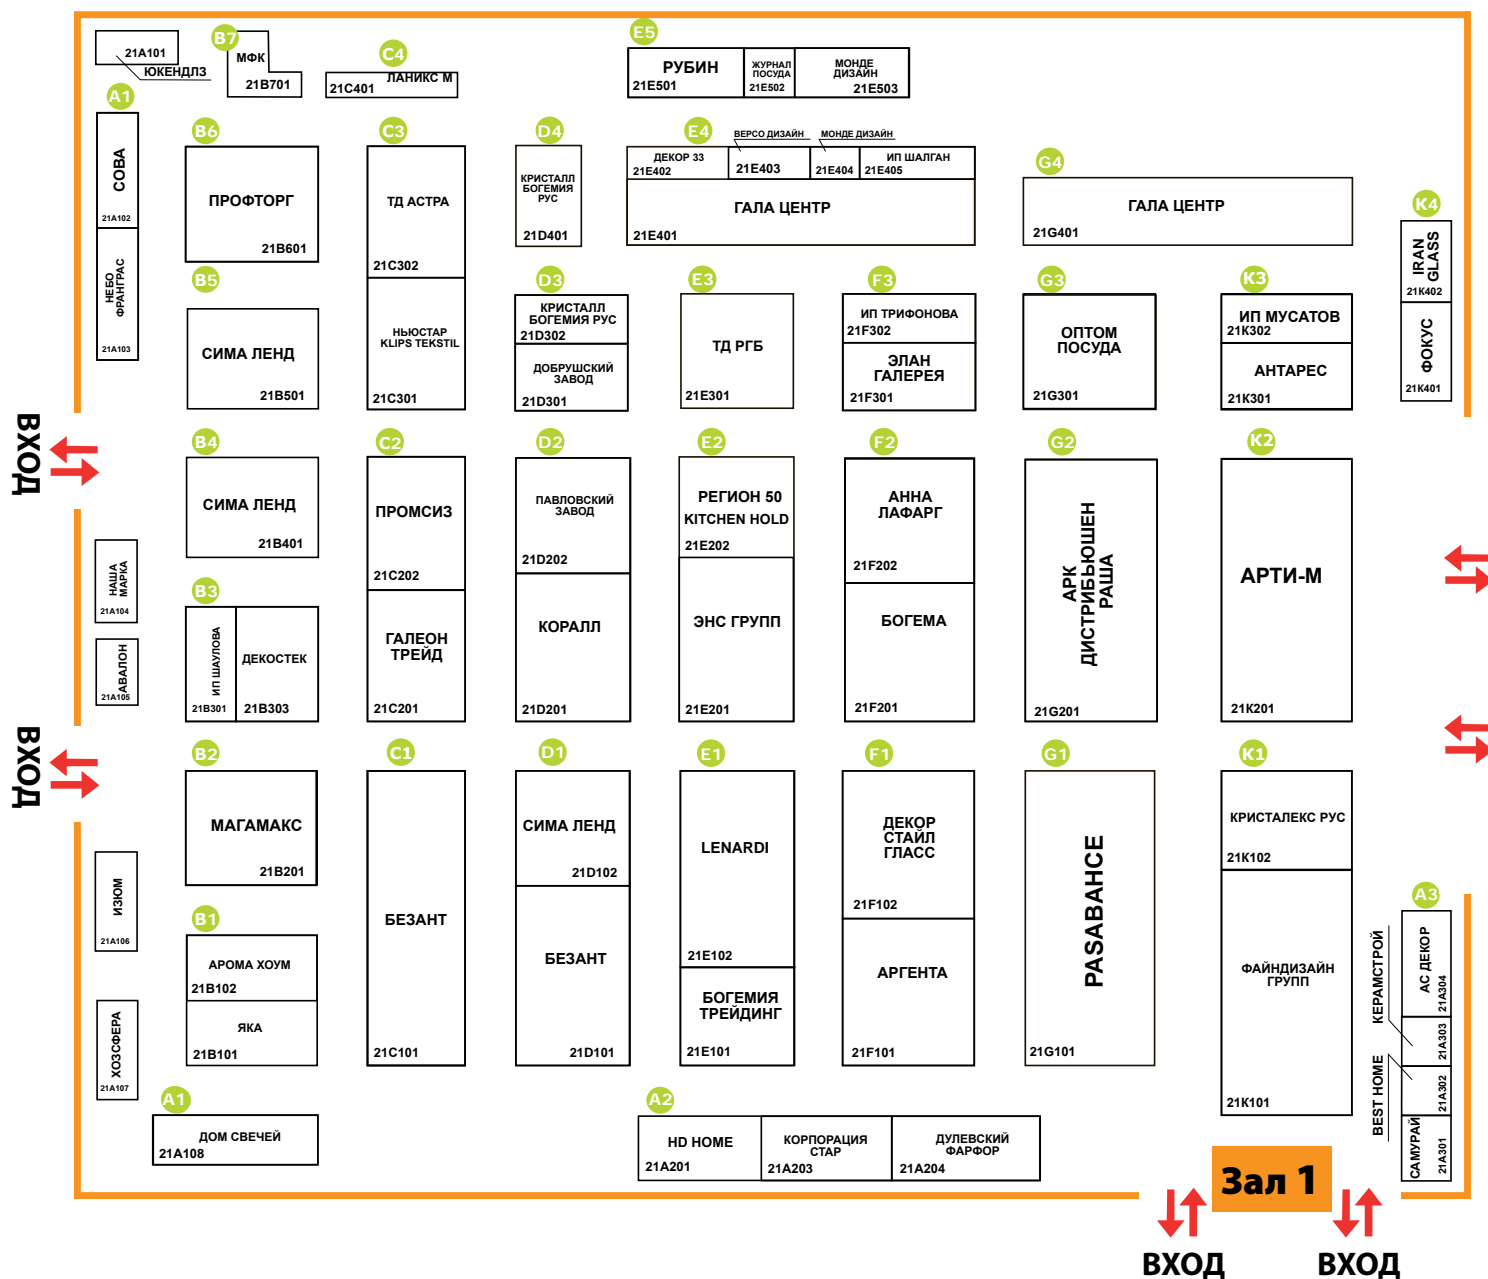 21A101
ЮКЕНДЛЗ
B7
МФК
21B701
C4
ЛАНИКС М
21C401
E5
РУБИН
21E501
ЖУРНАЛ
ПОСУДА
21E502
МОНДЕ
ДИЗАЙН
21E503
A1
СОВА
21A102
НЕБО
ФРАНГРАС
21A103
B6
ПРОФТОРГ
21B601
C3
ТД АСТРА
21C302
НЬЮСТАР
KLIPS TEKSTIL
21C301
D4
КРИСТАЛЛ
БОГЕМИЯ
РУС
21D401
E4
ВЕРСО ДИЗАЙН
МОНДЕ ДИЗАЙН
ДЕКОР 33
21E402
21E403
21E404
ИП ШАЛГАН
21E405
ГАЛА ЦЕНТР
21E401
G4
ГАЛА ЦЕНТР
21G401
K4
IRAN
GLASS
21K402
ФОКУС
21K401
B5
СИМА ЛЕНД
21B501
D3
КРИСТАЛЛ
БОГЕМИЯ РУС
21D302
ДОБРУШСКИЙ
ЗАВОД
21D301
E3
ТД РГБ
21E301
F3
ИП ТРИФОНОВА
21F302
ЭЛАН
ГАЛЕРЕЯ
21F301
G3
ОПТОМ
ПОСУДА
21G301
K3
ИП МУСАТОВ
21K302
АНТАРЕС
21K301
ВХОД
B4
СИМА ЛЕНД
21B401
C2
ПРОМСИЗ
21C202
ГАЛЕОН
ТРЕЙД
21C201
D2
ПАВЛОВСКИЙ
ЗАВОД
21D202
КОРАЛЛ
21D201
E2
РЕГИОН 50
KITCHEN HOLD
21E202
ЭНС ГРУПП
21E201
F2
АННА
ЛАФАРГ
21F202
БОГЕМА
21F201
G2
АРК
ДИСТРИБЬЮШЕН
РАША
21G201
K2
АРТИ-М
21K201
НАША
МАРКА
21A104
АВАЛОН
21A105
B3
ИП ШАУЛОВА
21B301
ДЕКОСТЕК
21B303
ВХОД
B2
МАГАМАКС
21B201
C1
БЕЗАНТ
21C101
D1
СИМА ЛЕНД
21D102
БЕЗАНТ
21D101
E1
LENARDI
21E102
БОГЕМИЯ
ТРЕЙДИНГ
21E101
F1
ДЕКОР
СТАЙЛ
ГЛАСС
21F102
АРГЕНТА
21F101
G1
PASABAHCE
21G101
K1
КРИСТАЛЕКС РУС
21K102
ФАЙНДИЗАЙН
ГРУПП
21K101
ИЗЮМ
21A106
B1
АРОМА ХОУМ
21B102
ЯКА
21B101
ХОЗСФЕРА
21A107
A3
АС ДЕКОР
21A304
КЕРАМСТРОЙ
21A303
BEST HOME
21A302
САМУРАЙ
21A301
A1
ДОМ СВЕЧЕЙ
21A108
A2
HD HOME
21A201
КОРПОРАЦИЯ
СТАР
21A203
ДУЛЕВСКИЙ
ФАРФОР
21A204
Зал 1
ВХОД
ВХОД